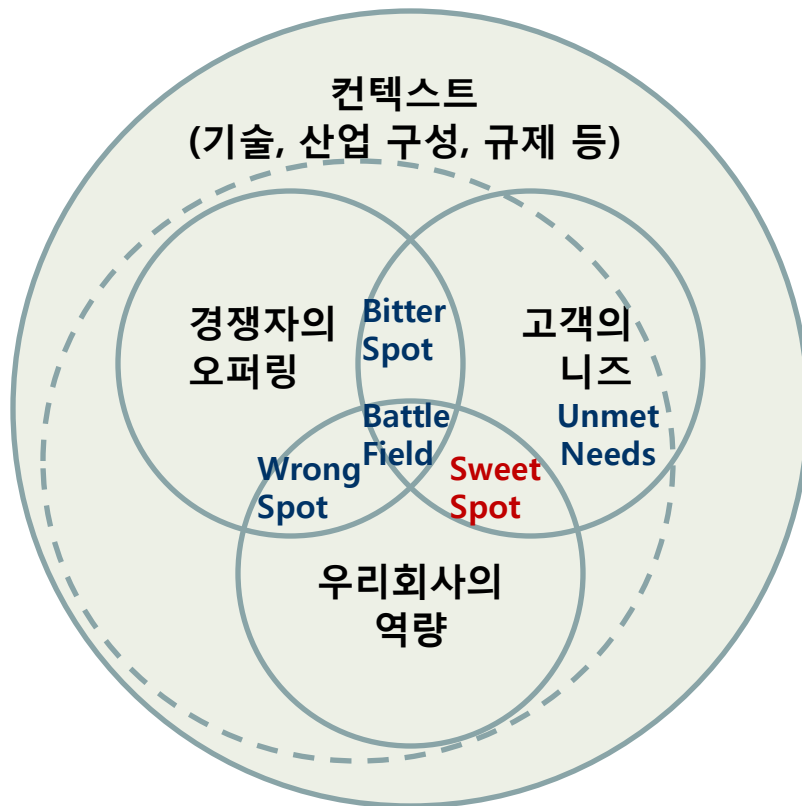 컨텍스트
(기술, 산업 구성, 규제 등)
경쟁자의
오퍼링
Bitter
Spot
고객의
니즈
Battle
Field
Unmet
Needs
Wrong
Spot
Sweet
Spot
우리회사의
역량